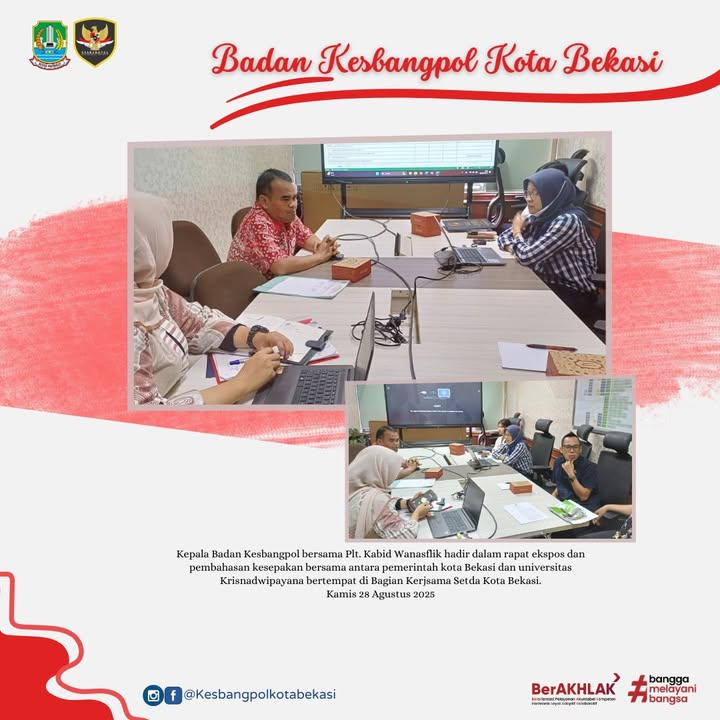 Badan Kesbangpol Kota Bekasi
Kepala Badan Kesbangpol bersama Plt. Kabid Wanasflik hadir dalam rapat ekspos dan
pembahasan kesepakan bersama antara pemerintah kota Bekasi dan universitas
Krisnadwipayana bertempat di Bagian Kerjsama Setda Kota Bekasi.
Kamis 28 Agustus 2025
@Kesbangpolkotabekasi
BerAKHLAK
#bangga
melayani
bangsa